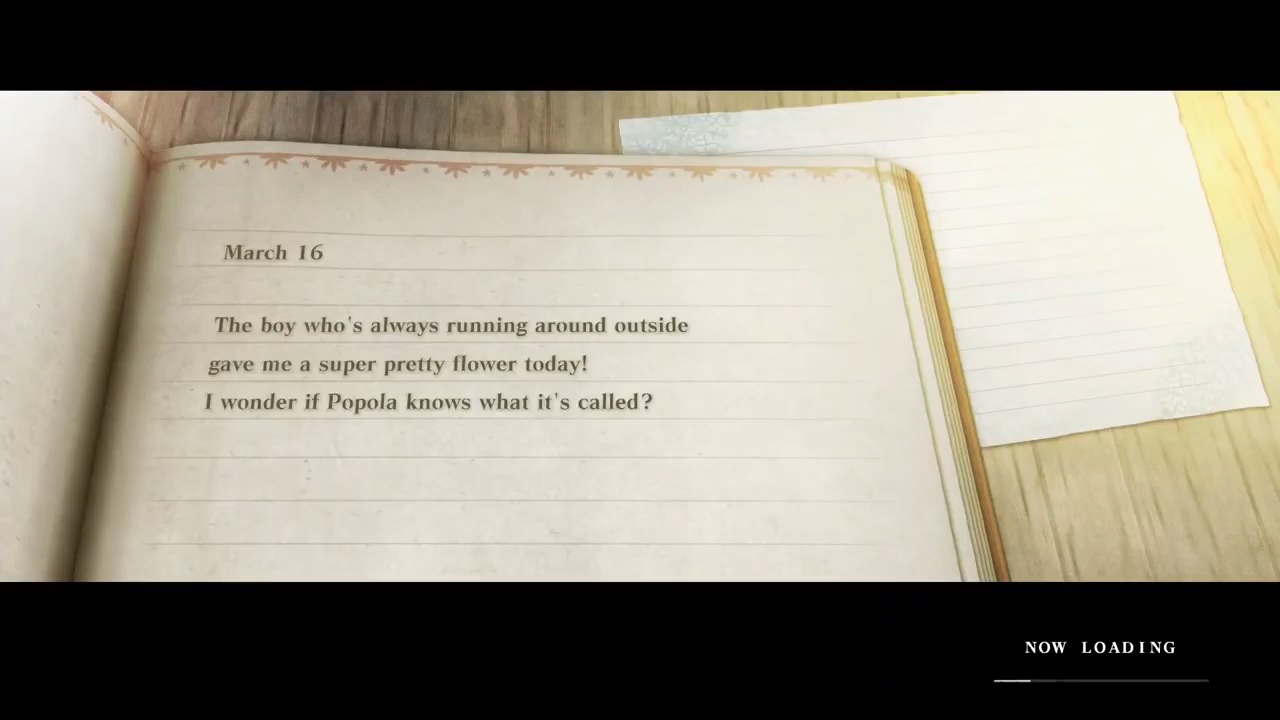 March 16
The boy who's always running around outside
gave me a super pretty flower today!
I wonder if Popola knows what it's called?
NOW LOADING